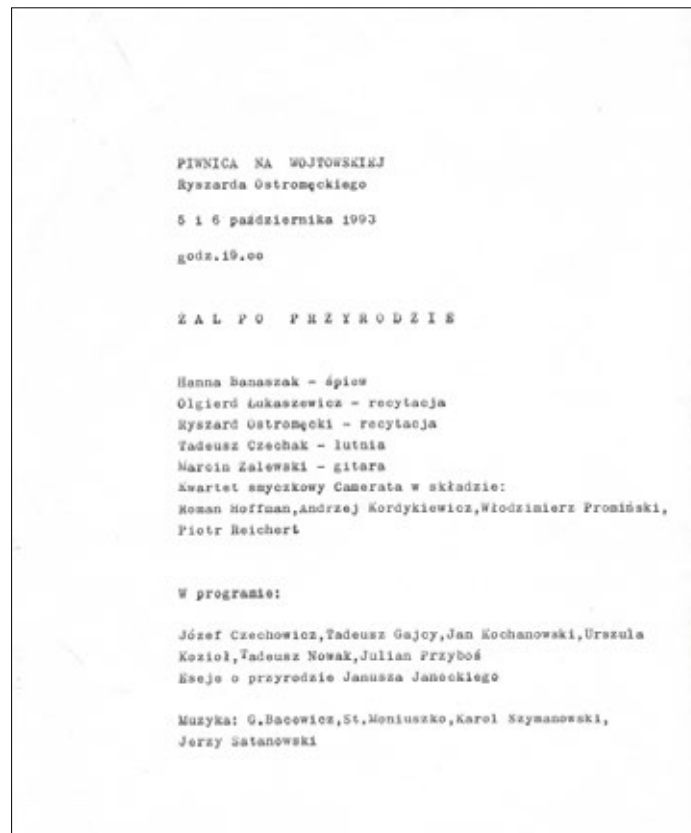 PIWNICA NA WOJTOWSKIEJ
Ryszarda Ostromęckiego
5 i 6 października 1993
godz.19.oo
Ż A L P O P R Z Y R O D Z I E
Hanna Banaszak - śpiew
Olgierd Łukaszewicz - recytacja
Ryszard Ostromęcki - recytacja
Tadeusz Czechak - lutnia
Marcin Zalewski - gitara
Kwartet smyczkowy Camerata w składzie:
Roman Hoffman,Andrzej Kordykiewicz,Włodzimierz Promiński,
Piotr Reichert
W programie:
Józef Czechowicz,Tadeusz Gajcy,Jan Kochanowski,Urszula
Kozioł,Tadeusz Nowak,Julian Przyboś
Eseje o przyrodzie Janusza Janeckiego
Muzyka: G.Bacewicz,St.Moniuszko,Karol Szymanowski,
Jerzy Satanowski